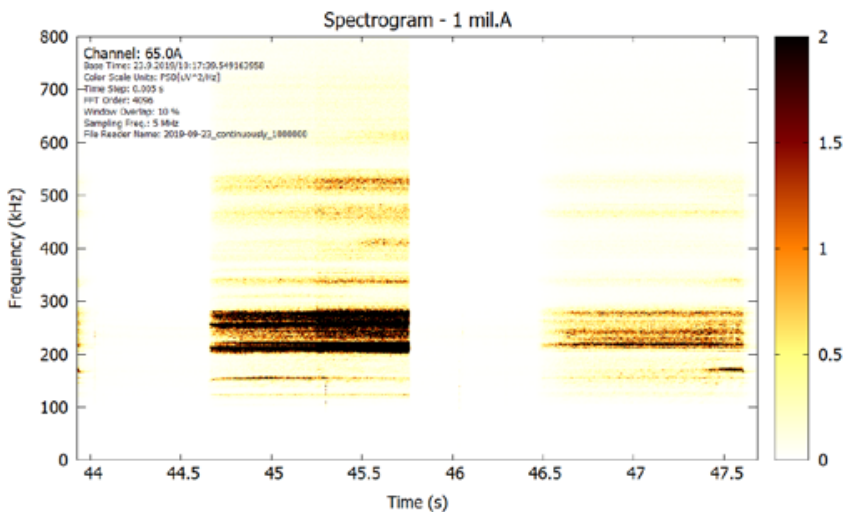 Spectrogram - 1 mil.A
Channel: 65.0A
Base Time: 23.9.2019/10:17:39.549163558
Color Scale Units: PSD[uV^2/Hz]
Time Step: 0.005 s
FFT Order: 4096
Window Overlap: 10 %
Sampling Freq.: 5 MHz
File Reader Name: 2019-09-23_continuously_1000000
800
700
600
500
400
300
200
100
0
Frequency (kHz)
44 44.5 45 45.5 46 46.5 47 47.5
Time (s)
2
1.5
1
0.5
0